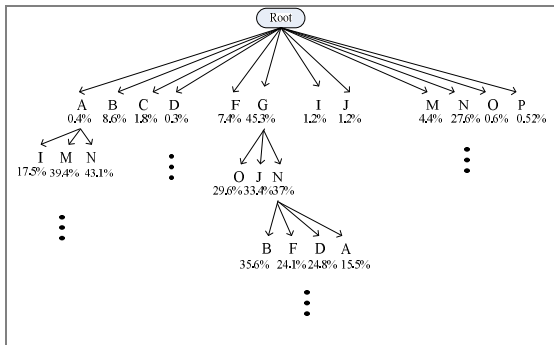 Root
A B C D F G I J M N O P
0.4% 8.6% 1.8% 0.3% 7.4% 45.3% 1.2% 1.2% 4.4% 27.6% 0.6% 0.52%
I M N
17.5% 39.4% 43.1%
O J N
29.6% 33.4% 37%
B F D A
35.6% 24.1% 24.8% 15.5%